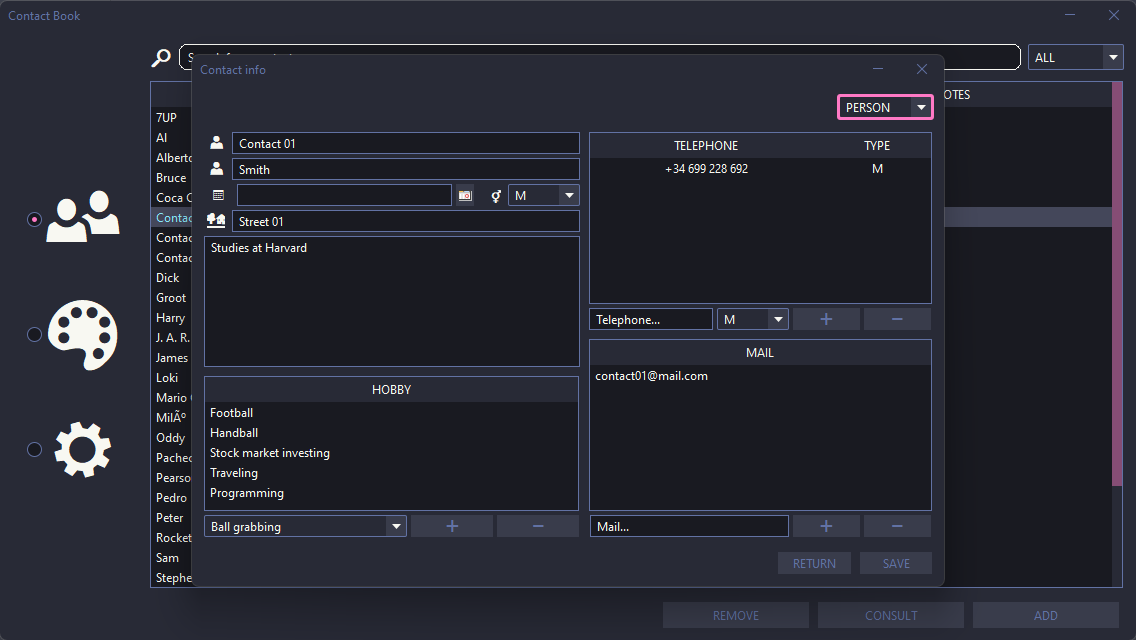 Contact Book
ALL
Contact info
OTES
PERSON
7UP
Al
Alberto
Bruce
Coca C
Contac
Contac
Contac
Dick
Groot
Harry
J. A. R.
James
Loki
Mario
MilÃº
Oddy
Pachec
Pearso
Pedro
Peter
Rocket
Sam
Stephe
Contact 01
Smith
M
Street 01
Studies at Harvard
HOBBY
Football
Handball
Stock market investing
Traveling
Programming
Ball grabbing
+
−
TELEPHONE TYPE
+34 699 228 692 M
Telephone...
M
+
−
MAIL
contact01@mail.com
Mail...
+
−
RETURN
SAVE
REMOVE
CONSULT
ADD